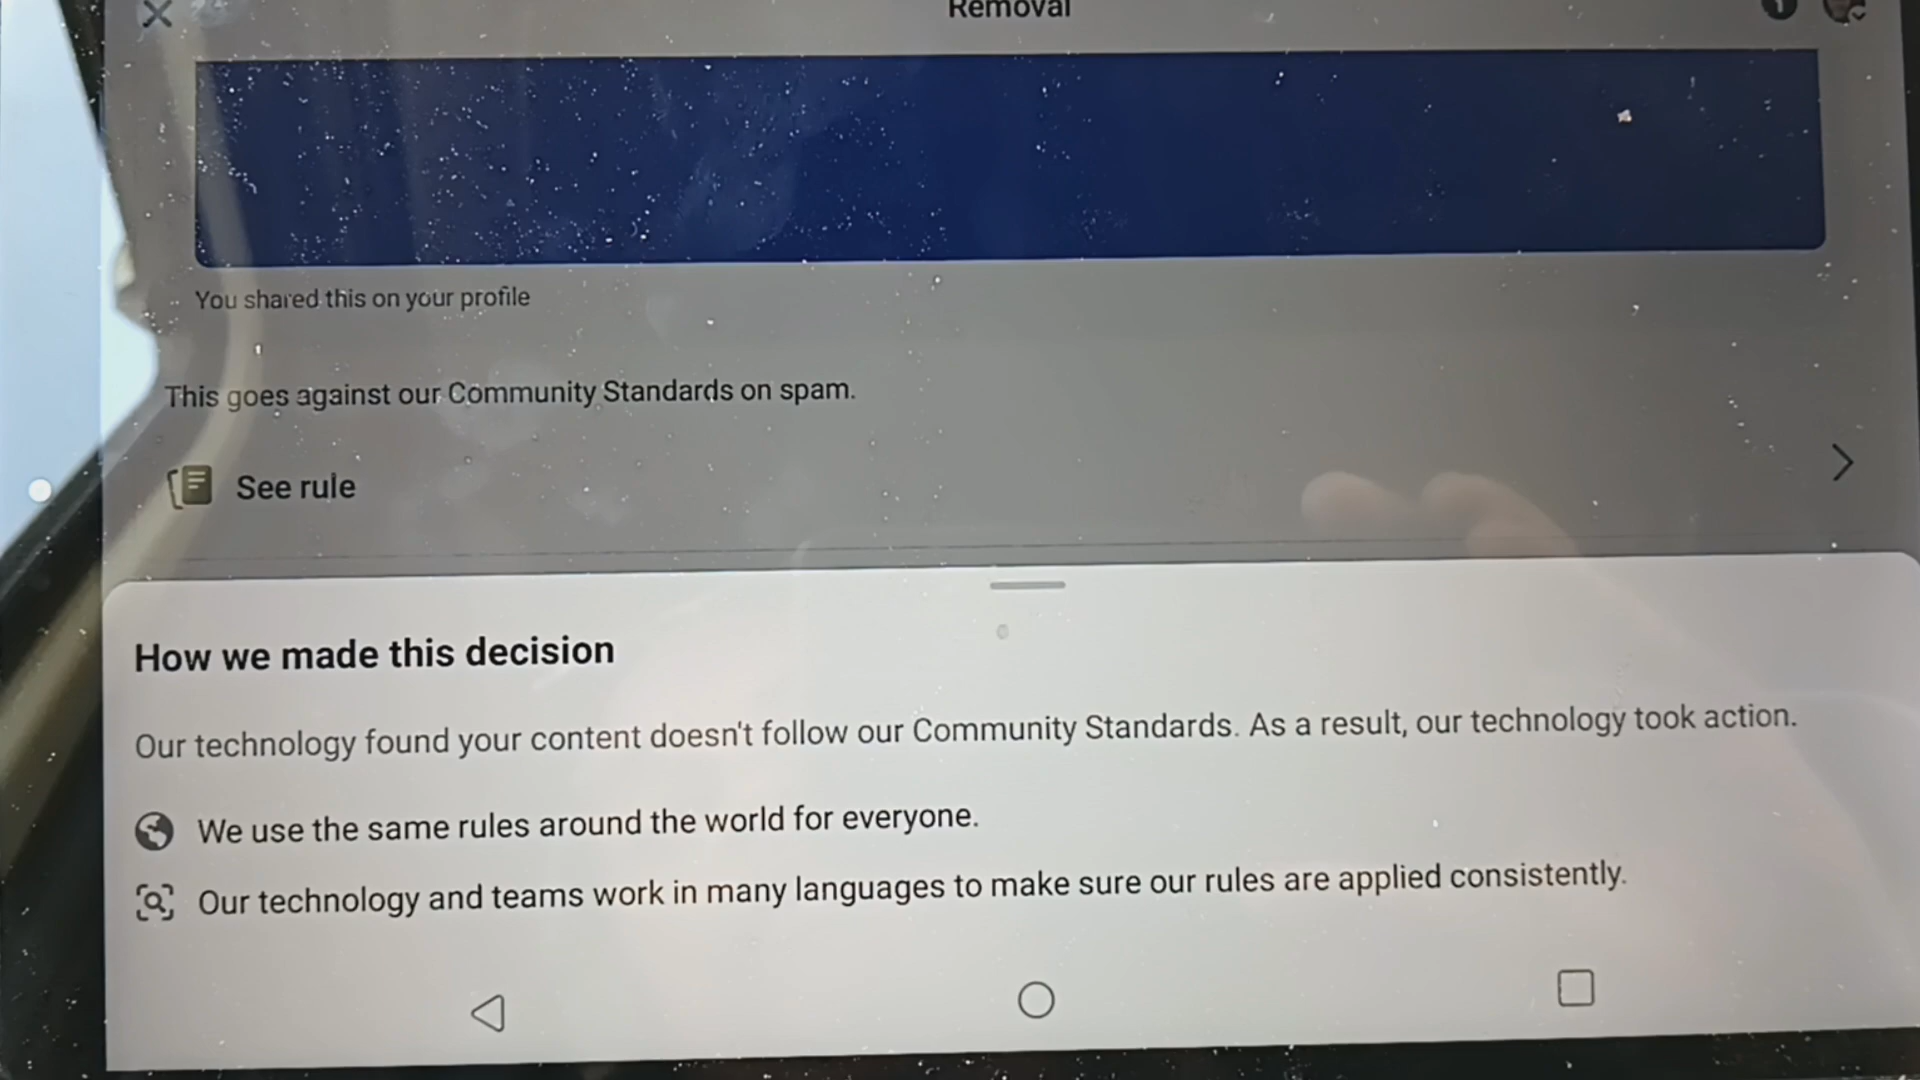 Removal
You shared this on your profile
This goes against our Community Standards on spam.
See rule
How we made this decision
Our technology found your content doesn't follow our Community Standards. As a result, our technology took action.
We use the same rules around the world for everyone.
Our technology and teams work in many languages to make sure our rules are applied consistently.